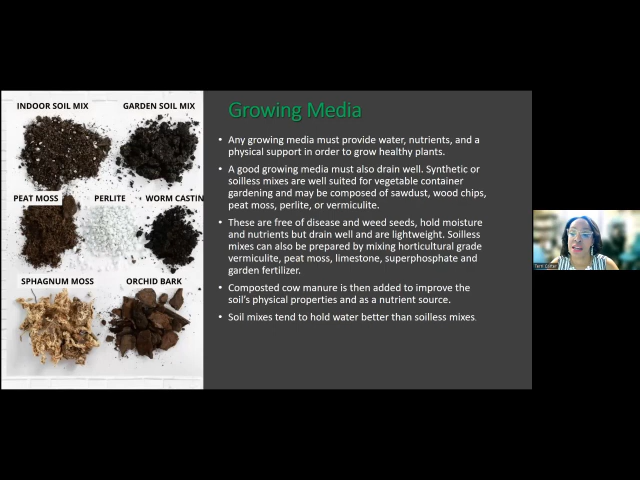 INDOOR SOIL MIX
GARDEN SOIL MIX
PEAT MOSS
PERLITE
WORM CASTIN
SPHAGNUM MOSS
ORCHID BARK
Growing Media
• Any growing media must provide water, nutrients, and a
physical support in order to grow healthy plants.
• A good growing media must also drain well. Synthetic or
soilless mixes are well suited for vegetable container
gardening and may be composed of sawdust, wood chips,
peat moss, perlite, or vermiculite.
• These are free of disease and weed seeds, hold moisture
and nutrients but drain well and are lightweight. Soilless
mixes can also be prepared by mixing horticultural grade
vermiculite, peat moss, limestone, superphosphate and
garden fertilizer.
• Composted cow manure is then added to improve the
soil's physical properties and as a nutrient source.
• Soil mixes tend to hold water better than soilless mixes.